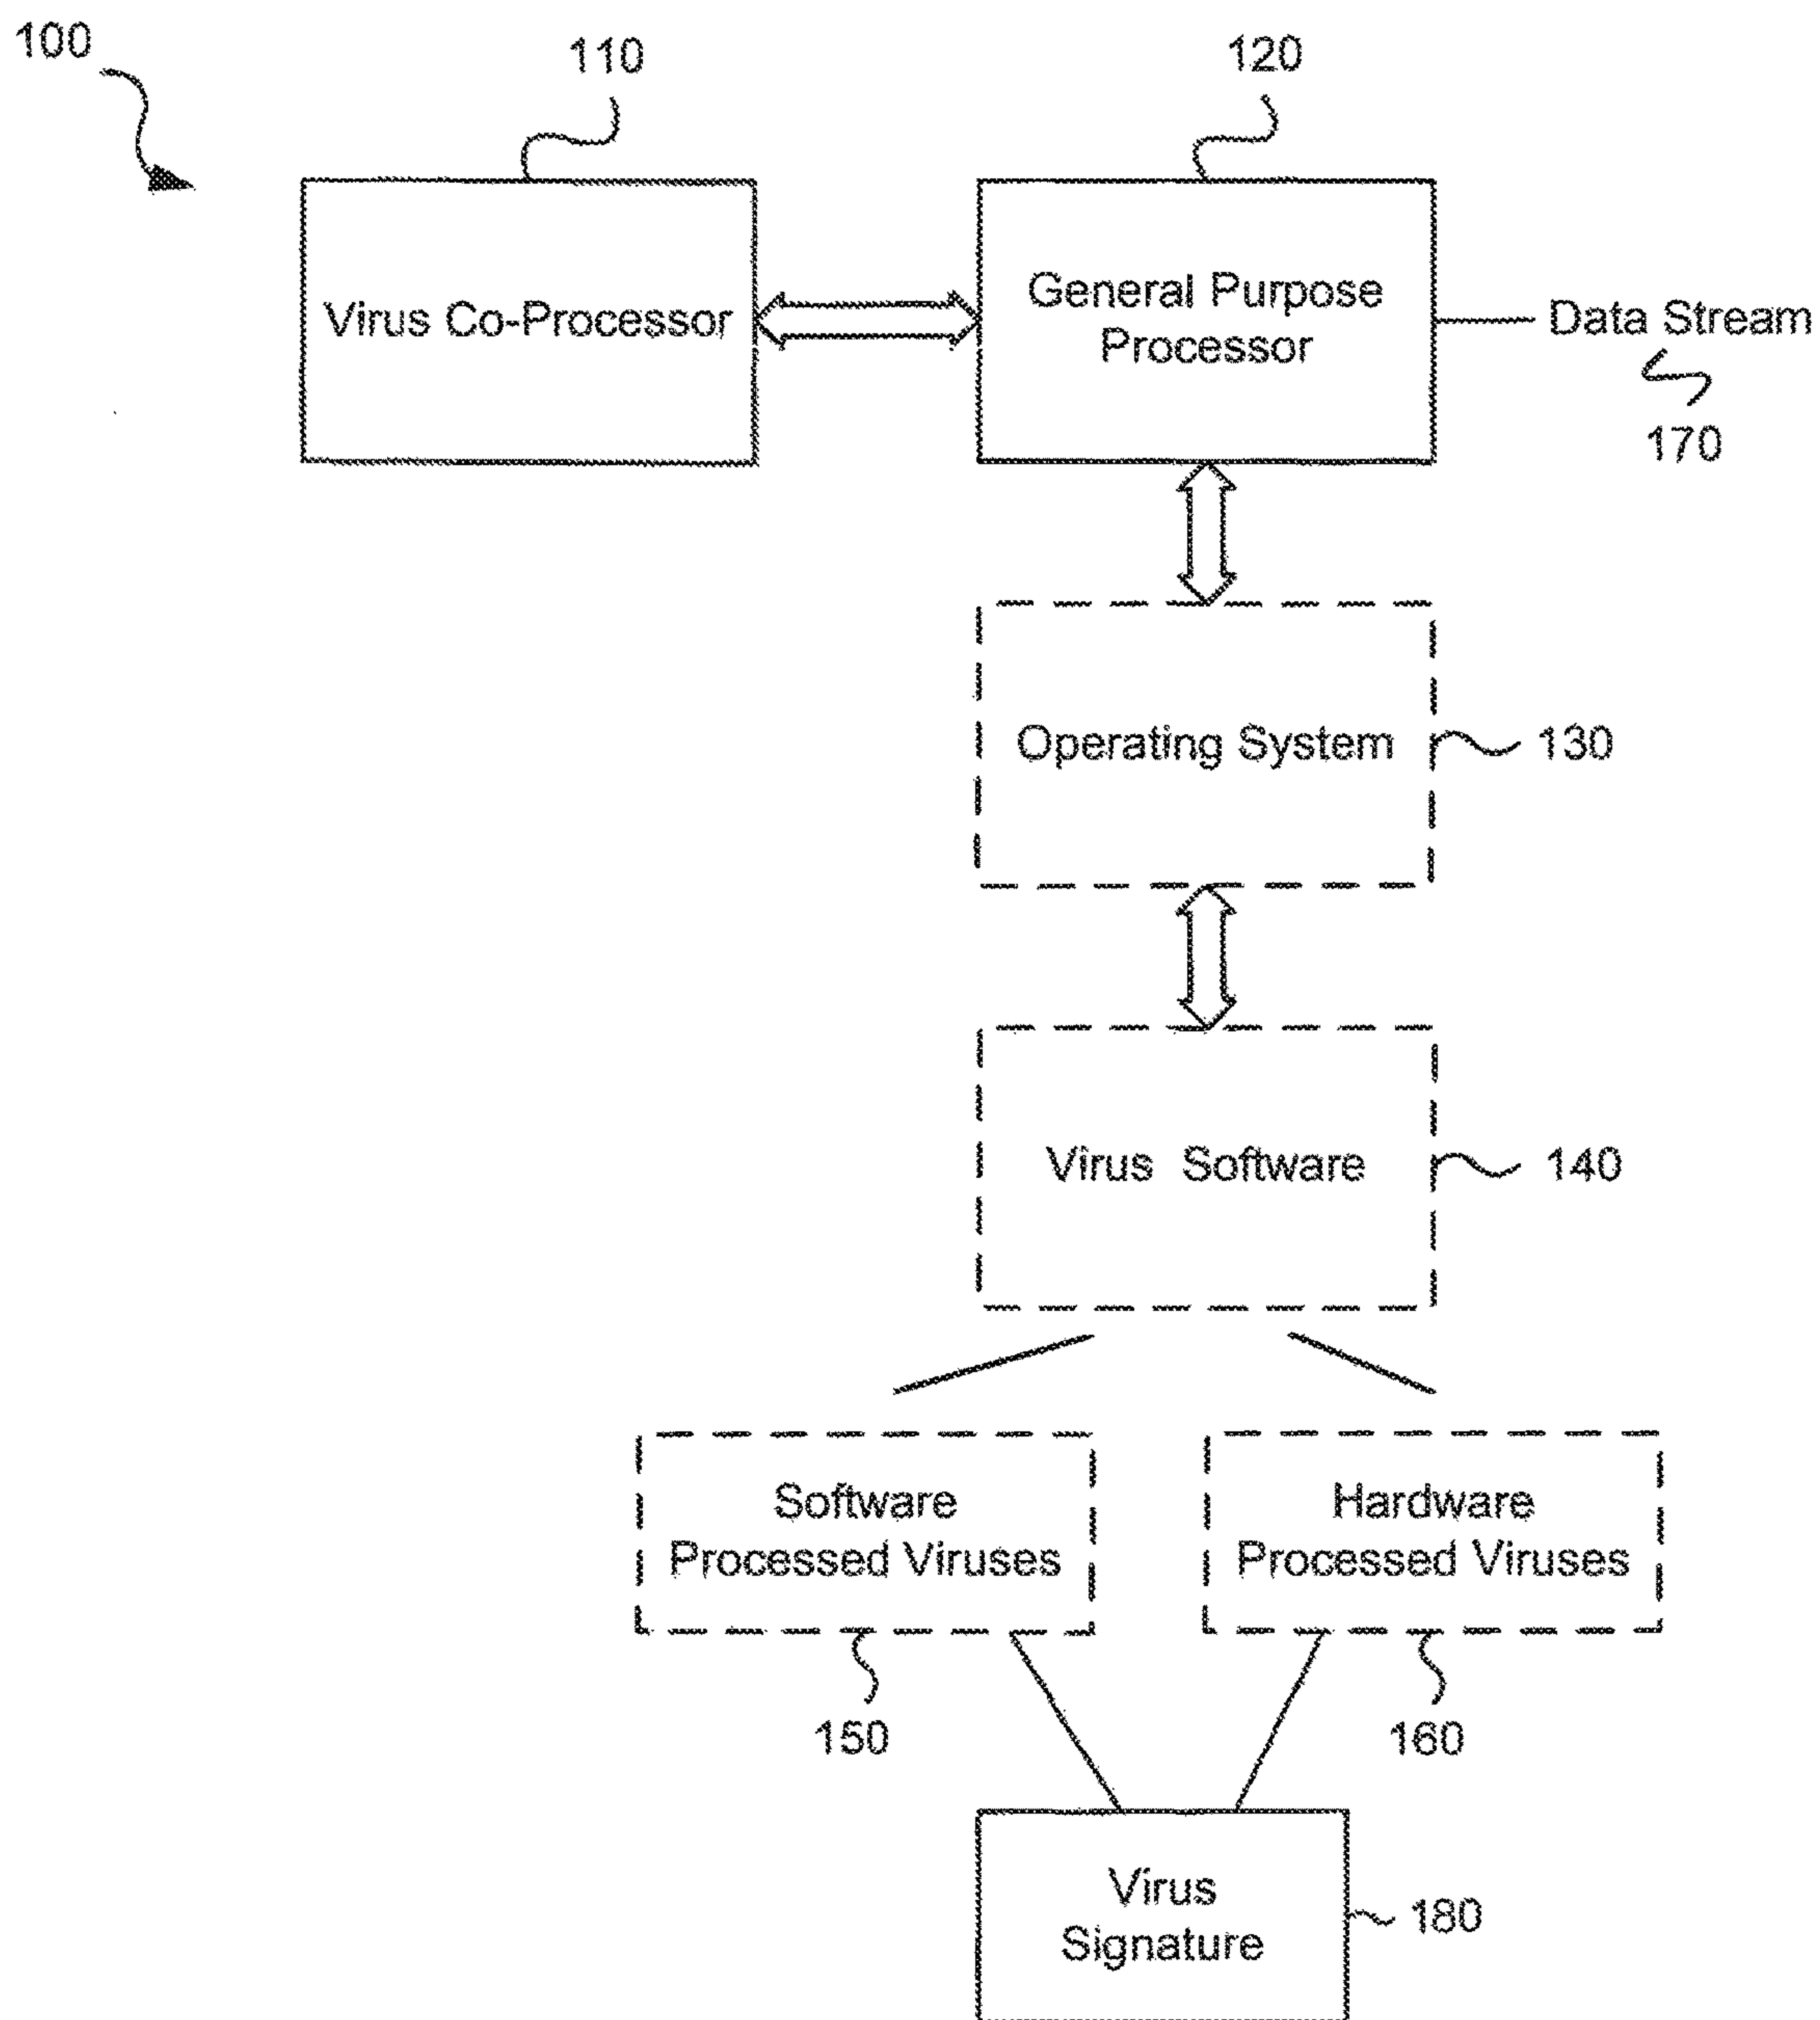 100
110
120
Virus Co-Processor
General Purpose
Processor
Data Stream
170
Operating System
130
Virus Software
140
Software
Processed Viruses
Hardware
Processed Viruses
150
160
Virus
Signature
180